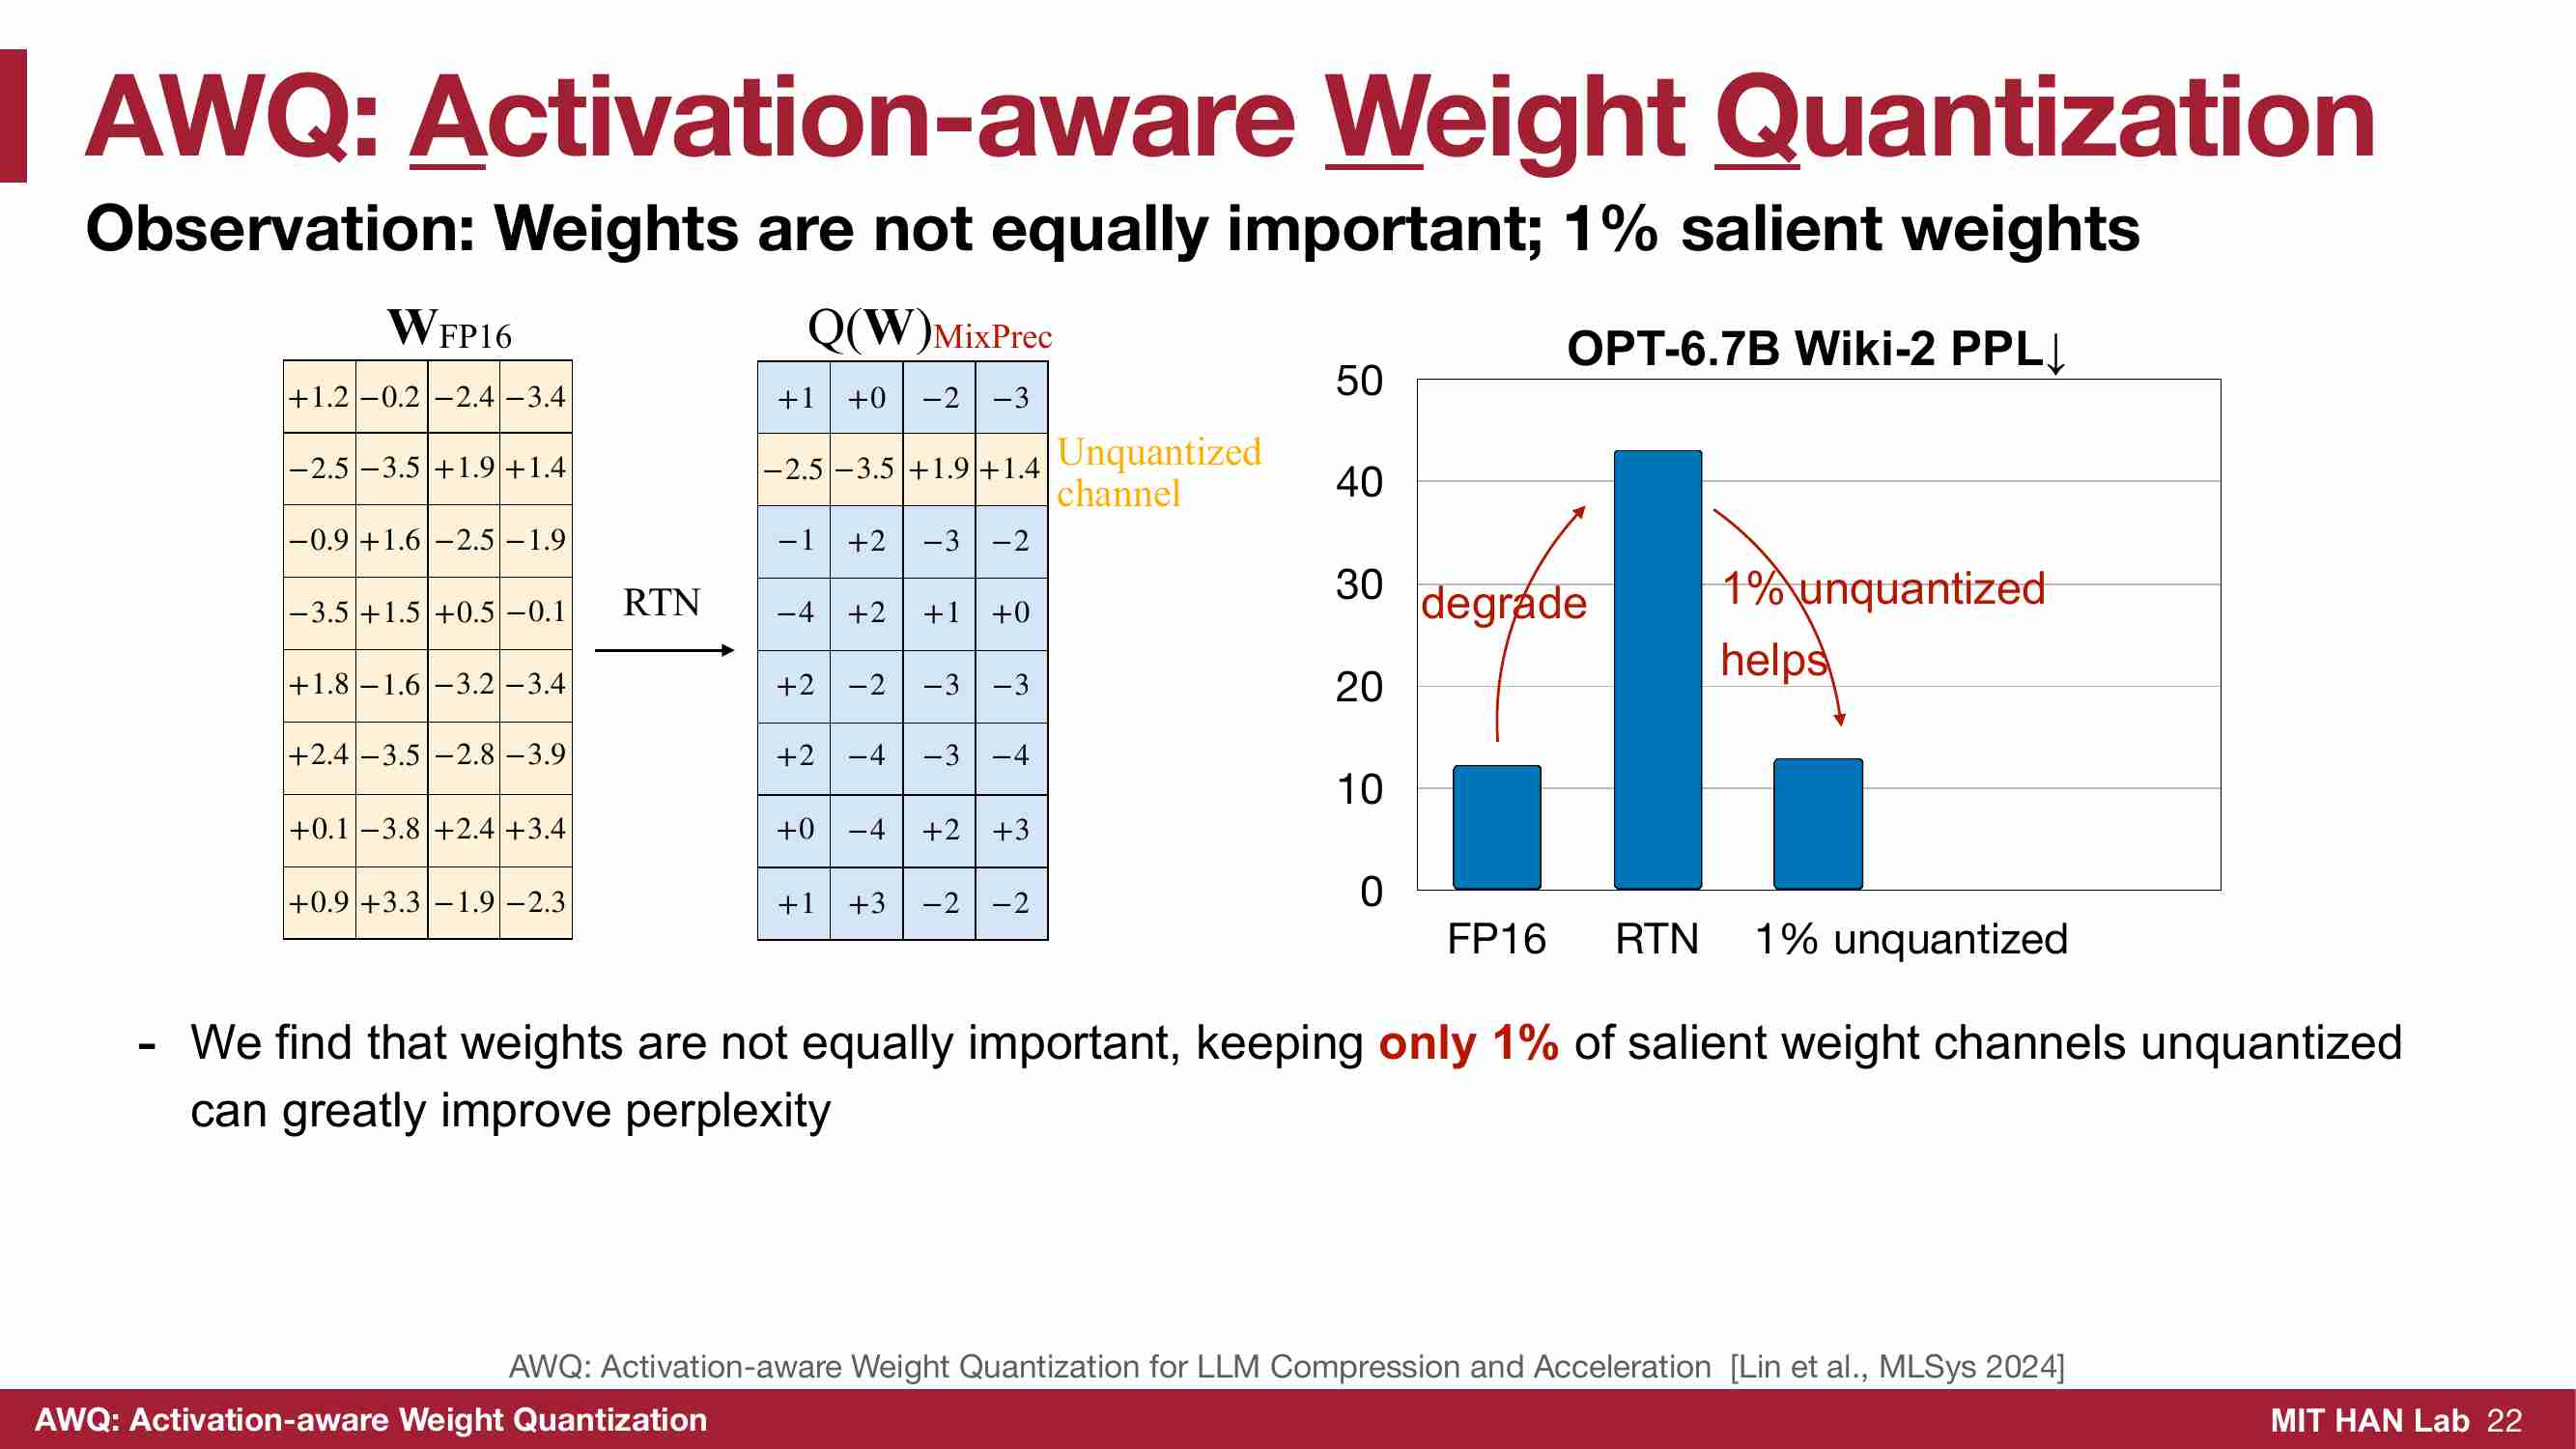 AWQ: Activation-aware Weight Quantization
Observation: Weights are not equally important; 1% salient weights
W_FP16
+1.2 −0.2 −2.4 −3.4
−2.5 −3.5 +1.9 +1.4
−0.9 +1.6 −2.5 −1.9
−3.5 +1.5 +0.5 −0.1
+1.8 −1.6 −3.2 −3.4
+2.4 −3.5 −2.8 −3.9
+0.1 −3.8 +2.4 +3.4
+0.9 +3.3 −1.9 −2.3
RTN
Q(W)_MixPrec
+1 +0 −2 −3
−2.5 −3.5 +1.9 +1.4
−1 +2 −3 −2
−4 +2 +1 +0
+2 −2 −3 −3
+2 −4 −3 −4
+0 −4 +2 +3
+1 +3 −2 −2
Unquantized
channel
OPT-6.7B Wiki-2 PPL↓
50
40
30
20
10
0
degrade
1% unquantized
helps
FP16 RTN 1% unquantized
- We find that weights are not equally important, keeping only 1% of salient weight channels unquantized
can greatly improve perplexity
AWQ: Activation-aware Weight Quantization for LLM Compression and Acceleration [Lin et al., MLSys 2024]
AWQ: Activation-aware Weight Quantization
MIT HAN Lab 22